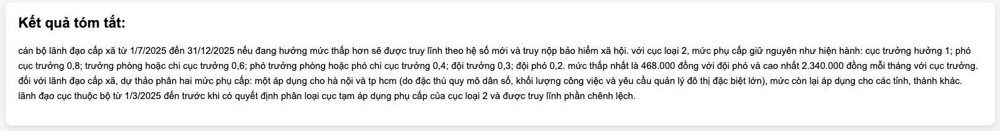 Kết quả tóm tắt:
cán bộ lãnh đạo cấp xã từ 1/7/2025 đến 31/12/2025 nếu đang hưởng mức thấp hơn sẽ được truy lĩnh theo hệ số mới và truy nộp bảo hiểm xã hội. với cục loại 2, mức phụ cấp giữ nguyên như hiện hành: cục trưởng hưởng 1; phó
cục trưởng 0,8; trưởng phòng hoặc chi cục trưởng 0,6; phó trưởng phòng hoặc phó chi cục trưởng 0,4; đội trưởng 0,3; đội phó 0,2. mức thấp nhất là 468.000 đồng với đội phó và cao nhất 2.340.000 đồng mỗi tháng với cục trưởng.
đối với lãnh đạo cấp xã, dự thảo phân hai mức phụ cấp: một áp dụng cho hà nội và tp hcm (do đặc thù quy mô dân số, khối lượng công việc và yêu cầu quản lý đô thị đặc biệt lớn), mức còn lại áp dụng cho các tỉnh, thành khác.
lãnh đạo cục thuộc bộ từ 1/3/2025 đến trước khi có quyết định phân loại cục tạm áp dụng phụ cấp của cục loại 2 và được truy lĩnh phần chênh lệch.